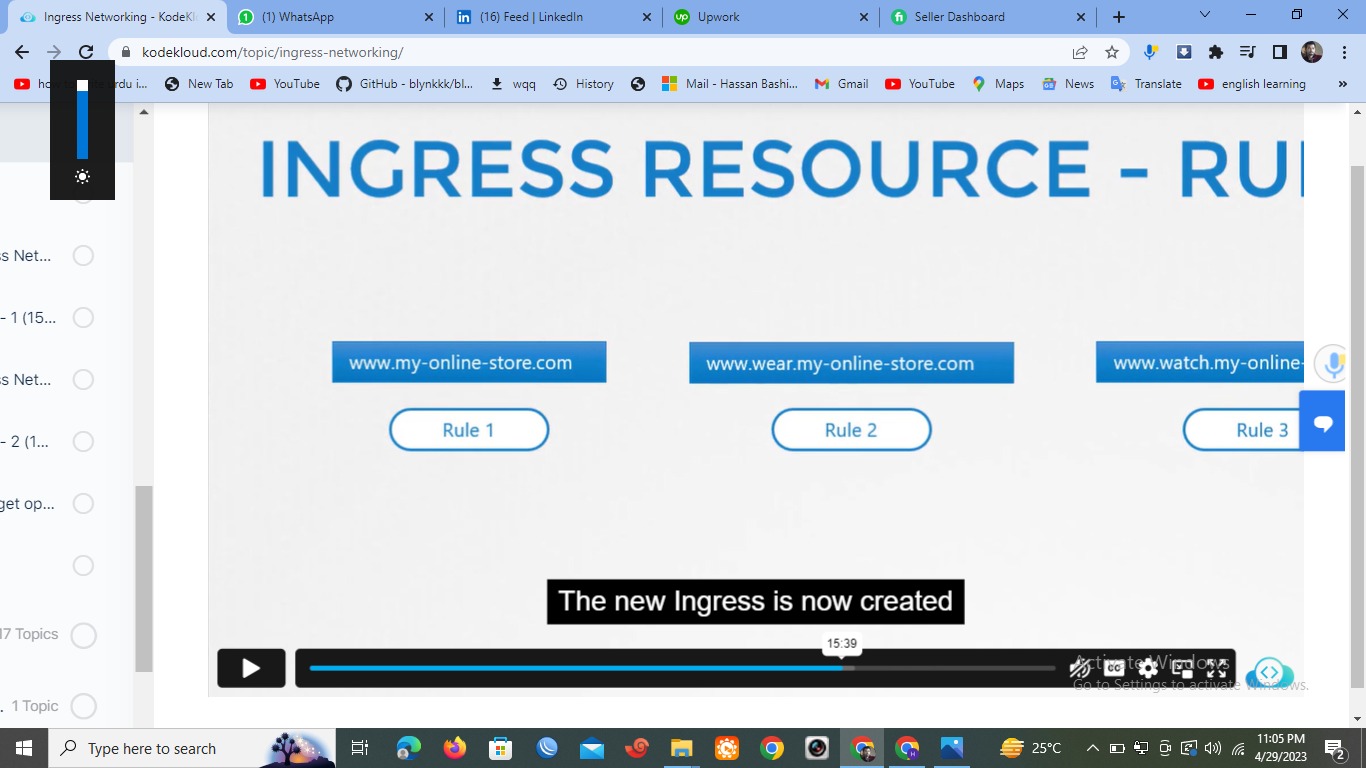 Ingress Networking - KodeKl
(1) WhatsApp
(16) Feed | LinkedIn
Upwork
Seller Dashboard
kodekloud.com/topic/ingress-networking/
urdu i...
New Tab
YouTube
GitHub - blynkkk/bl...
wqq
History
Mail - Hassan Bashi...
Gmail
YouTube
Maps
News
Translate
english learning
»
INGRESS RESOURCE - RU
s Net...
- 1 (15...
www.my-online-store.com
www.wear.my-online-store.com
www.watch.my-online-
ss Net...
Rule 1
Rule 2
Rule 3
- 2 (1...
get op...
The new Ingress is now created
17 Topics
15:39
CC
Activate Windows
Go to Settings to activate Windows.
. 1 Topic
Type here to search
25°C
11:05 PM
4/29/2023
2